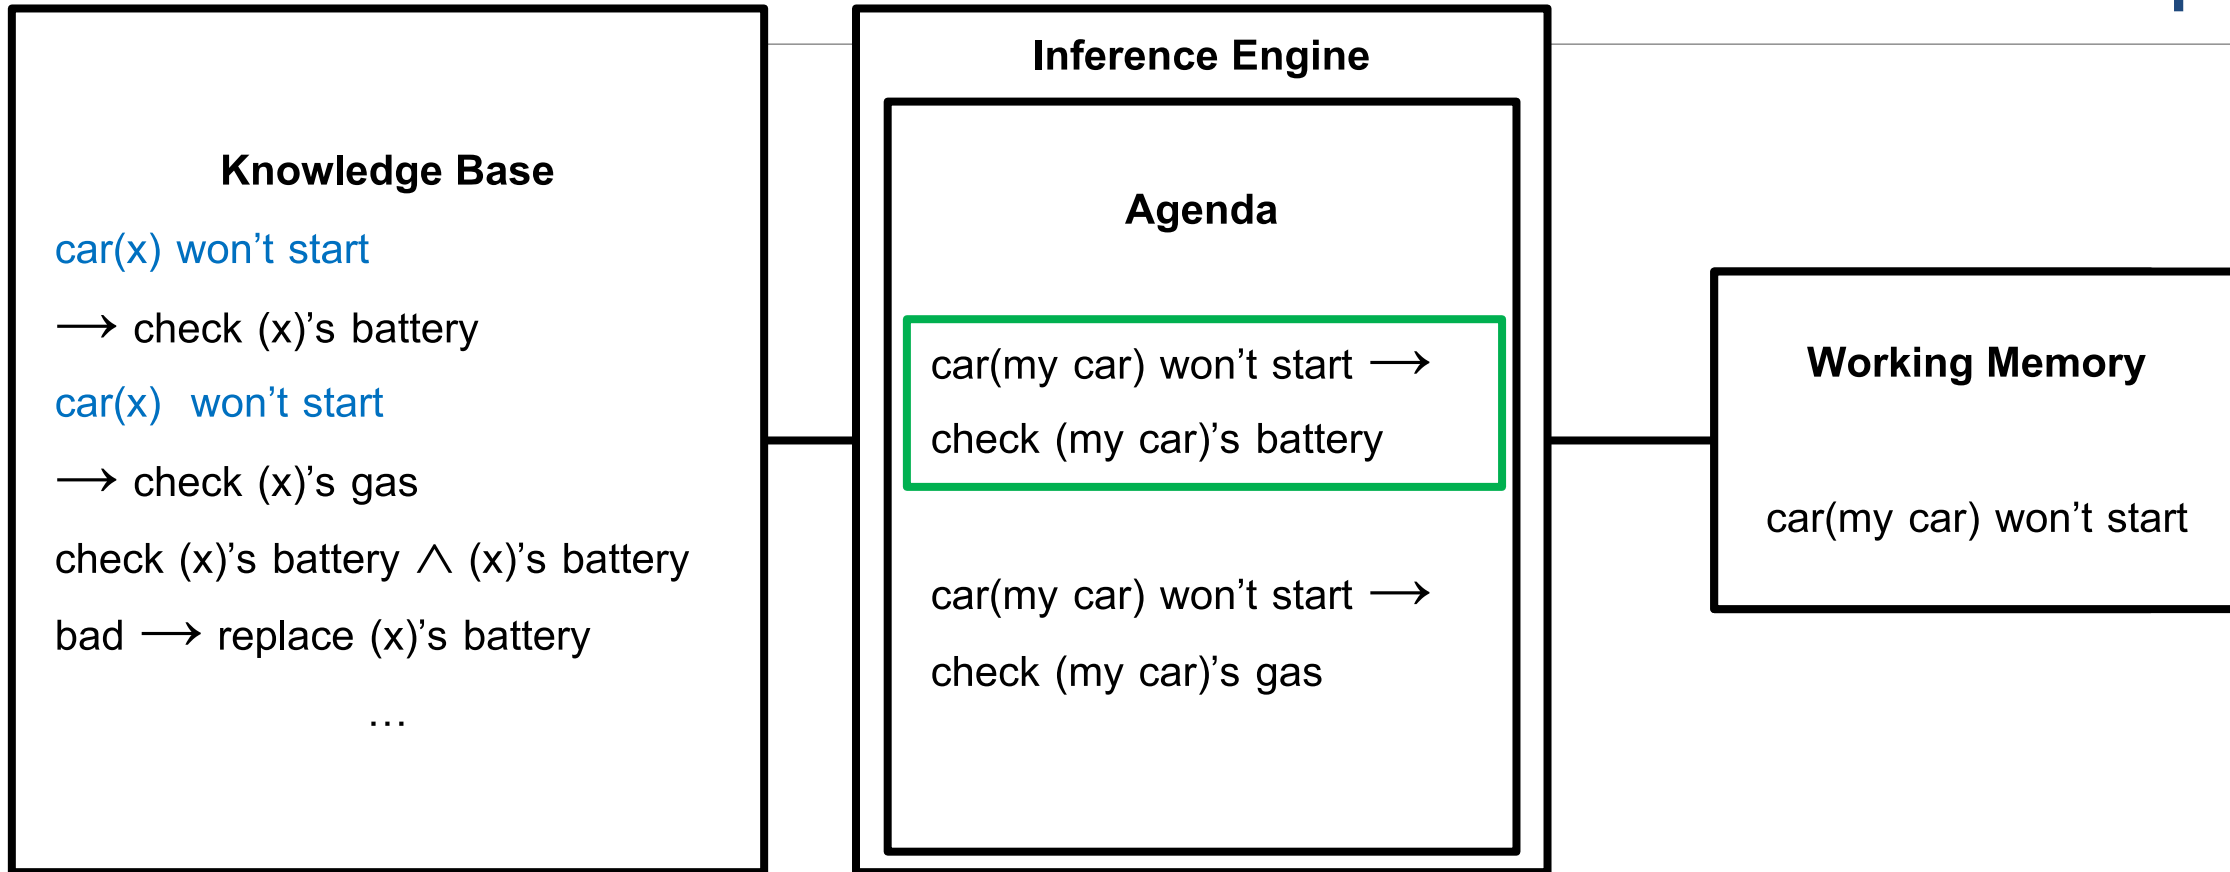 Knowledge Base
car(x) won’t start
⟶ check (x)’s battery
car(x)  won’t start
⟶ check (x)’s gas
check (x)’s battery ∧ (x)’s battery
bad ⟶ replace (x)’s battery
…
Inference Engine
Agenda
car(my car) won’t start ⟶
check (my car)’s battery
car(my car) won’t start ⟶
check (my car)’s gas
Working Memory
car(my car) won’t start